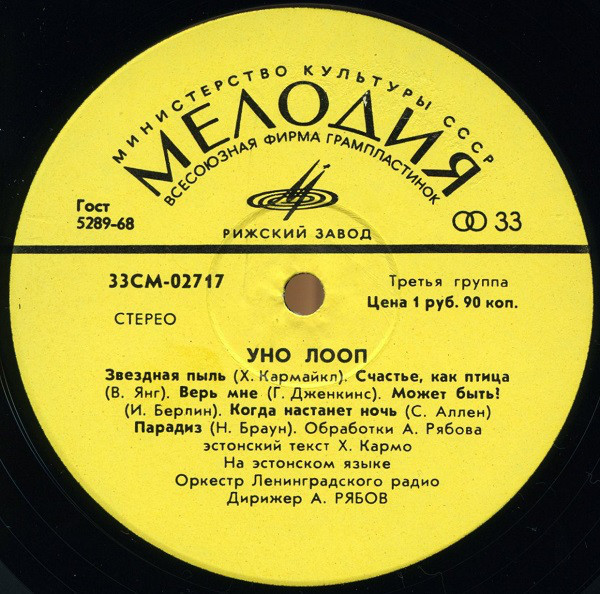 МИНИСТЕРСТВО КУЛЬТУРЫ СССР
МЕЛОДИЯ
ВСЕСОЮЗНАЯ ФИРМА ГРАМПЛАСТИНОК
Гост
5289-68
33
РИЖСКИЙ ЗАВОД
33СМ-02717
Третья группа
Цена 1 руб. 90 коп.
СТЕРЕО
УНО ЛООП
Звездная пыль (Х. Кармайкл). Счастье, как птица
(В. Янг). Верь мне (Г. Дженкинс). Может быть!
(И. Берлин). Когда настанет ночь (С. Аллен)
Парадиз (Н. Браун). Обработки А. Рябова
эстонский текст Х. Кармо
На эстонском языке
Оркестр Ленинградского радио
Дирижер А. РЯБОВ